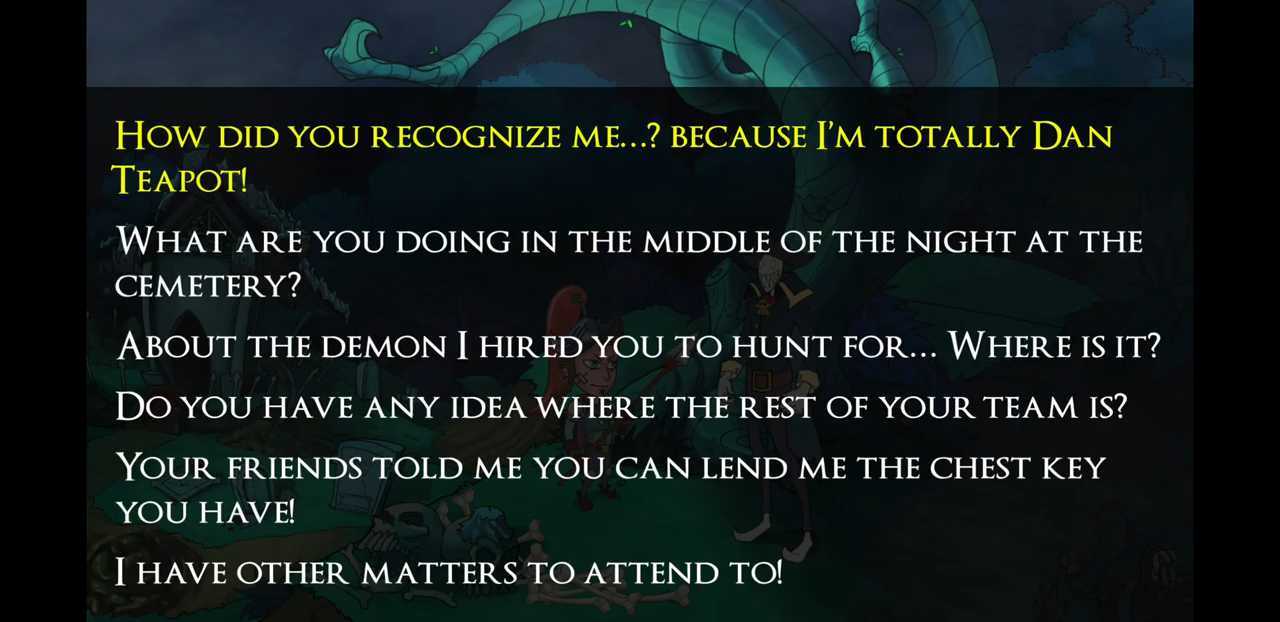 How did you recognize me...? because I'm totally Dan
Teapot!
What are you doing in the middle of the night at the
cemetery?
About the demon I hired you to hunt for... Where is it?
Do you have any idea where the rest of your team is?
Your friends told me you can lend me the chest key
you have!
I have other matters to attend to!